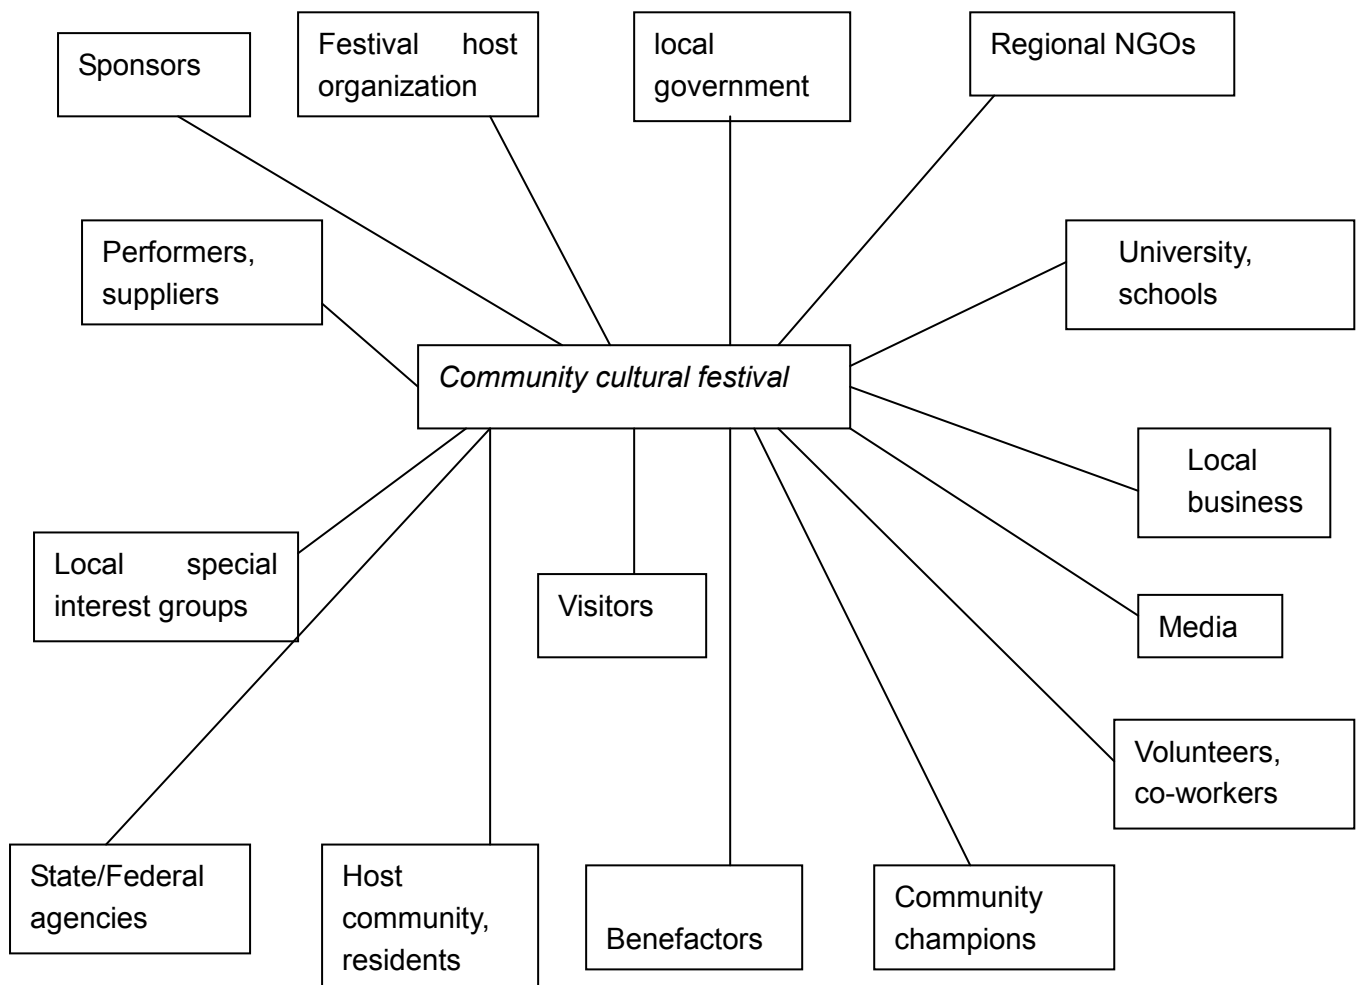 Sponsors
Festival host
organization
local
government
Regional NGOs
Performers,
suppliers
University,
schools
Community cultural festival
Local
business
Local special
interest groups
Visitors
Media
Volunteers,
co-workers
State/Federal
agencies
Host
community,
residents
Benefactors
Community
champions